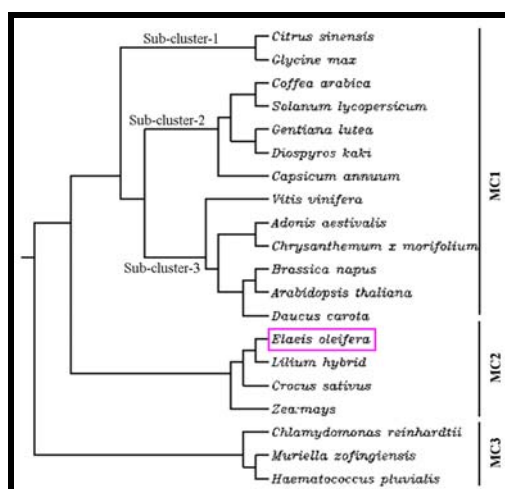 Sub-cluster-1
Citrus sinensis
Glycine max
Coffea arabica
Solanum lycopersicum
Sub-cluster-2
Gentiana lutea
Diospyros kaki
Capsicum annuum
MC1
Vitis vinifera
Adonis aestivalis
Chrysanthemum x morifolium
Sub-cluster-3
Brassica napus
Arabidopsis thaliana
Daucus carota
Elaeis oleifera
Lilium hybrid
MC2
Crocus sativus
Zea mays
Chlamydomonas reinhardtii
Muriella zofingiensis
MC3
Haematococcus pluvialis